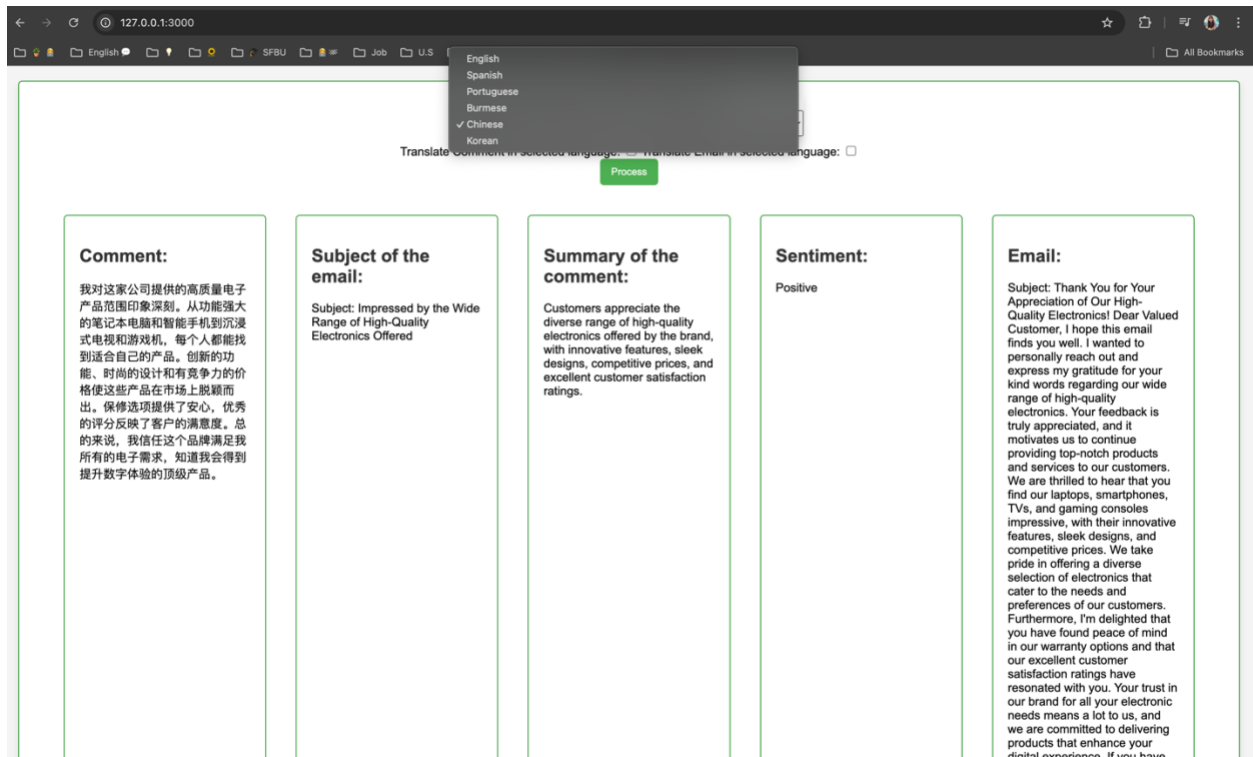 127.0.0.1:3000
English
SFBU
Job
U.S
All Bookmarks
English
Spanish
Portuguese
Burmese
✓ Chinese
Korean
Translate Comment in selected language: Translate Email in selected language:
Process
Comment:
我对这家公司提供的高质量电子
产品范围印象深刻。从功能强大
的笔记本电脑和智能手机到沉浸
式电视和游戏机，每个人都能找
到适合自己的产品。创新的功
能、时尚的设计和有竞争力的价
格使这些产品在市场上脱颖而
出。保修选项提供了安心，优秀
的评分反映了客户的满意度。总
的来说，我信任这个品牌满足我
所有的电子需求，知道我会得到
提升数字体验的顶级产品。
Subject of the
email:
Subject: Impressed by the Wide
Range of High-Quality
Electronics Offered
Summary of the
comment:
Customers appreciate the
diverse range of high-quality
electronics offered by the brand,
with innovative features, sleek
designs, competitive prices, and
excellent customer satisfaction
ratings.
Sentiment:
Positive
Email:
Subject: Thank You for Your
Appreciation of Our High-
Quality Electronics! Dear Valued
Customer, I hope this email
finds you well. I wanted to
personally reach out and
express my gratitude for your
kind words regarding our wide
range of high-quality
electronics. Your feedback is
truly appreciated, and it
motivates us to continue
providing top-notch products
and services to our customers.
We are thrilled to hear that you
find our laptops, smartphones,
TVs, and gaming consoles
impressive, with their innovative
features, sleek designs, and
competitive prices. We take
pride in offering a diverse
selection of electronics that
cater to the needs and
preferences of our customers.
Furthermore, I'm delighted that
you have found peace of mind
in our warranty options and that
our excellent customer
satisfaction ratings have
resonated with you. Your trust in
our brand for all your electronic
needs means a lot to us, and
we are committed to delivering
products that enhance your
digital experience. If you have